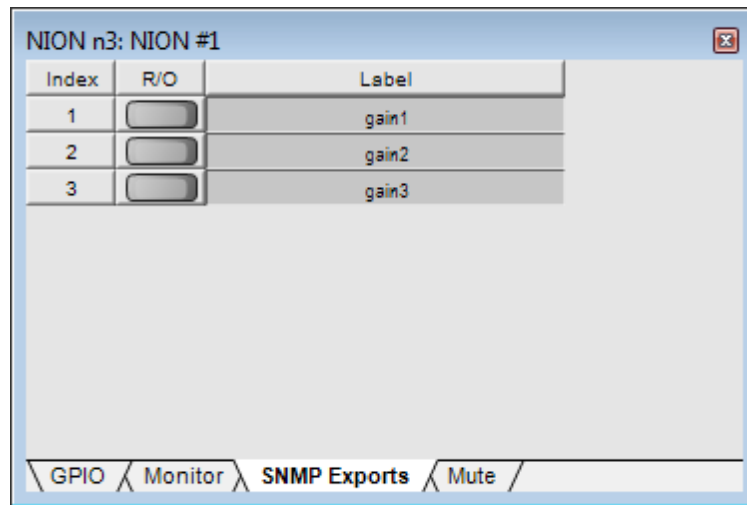 NION n3: NION #1
Index R/O Label
1 gain1
2 gain2
3 gain3
GPIO Monitor SNMP Exports Mute